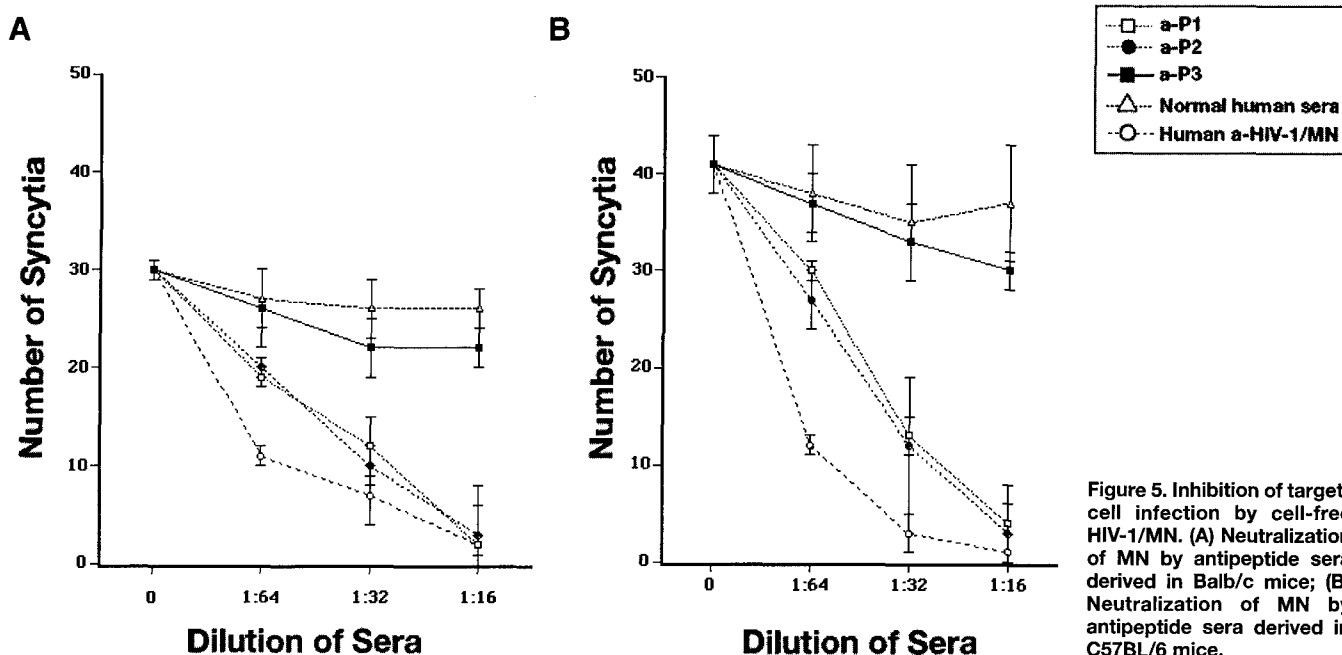 A
50
40
30
20
10
0
Number of Syncytia
0 1:64 1:32 1:16
Dilution of Sera
B
50
40
30
20
10
0
Number of Syncytia
0 1:64 1:32 1:16
Dilution of Sera
a-P1
a-P2
a-P3
Normal human sera
Human a-HIV-1/MN
Figure 5. Inhibition of target
cell infection by cell-free
HIV-1/MN. (A) Neutralization
of MN by antipeptide sera
derived in Balb/c mice; (B
Neutralization of MN by
antipeptide sera derived in
C57BL/6 mice.